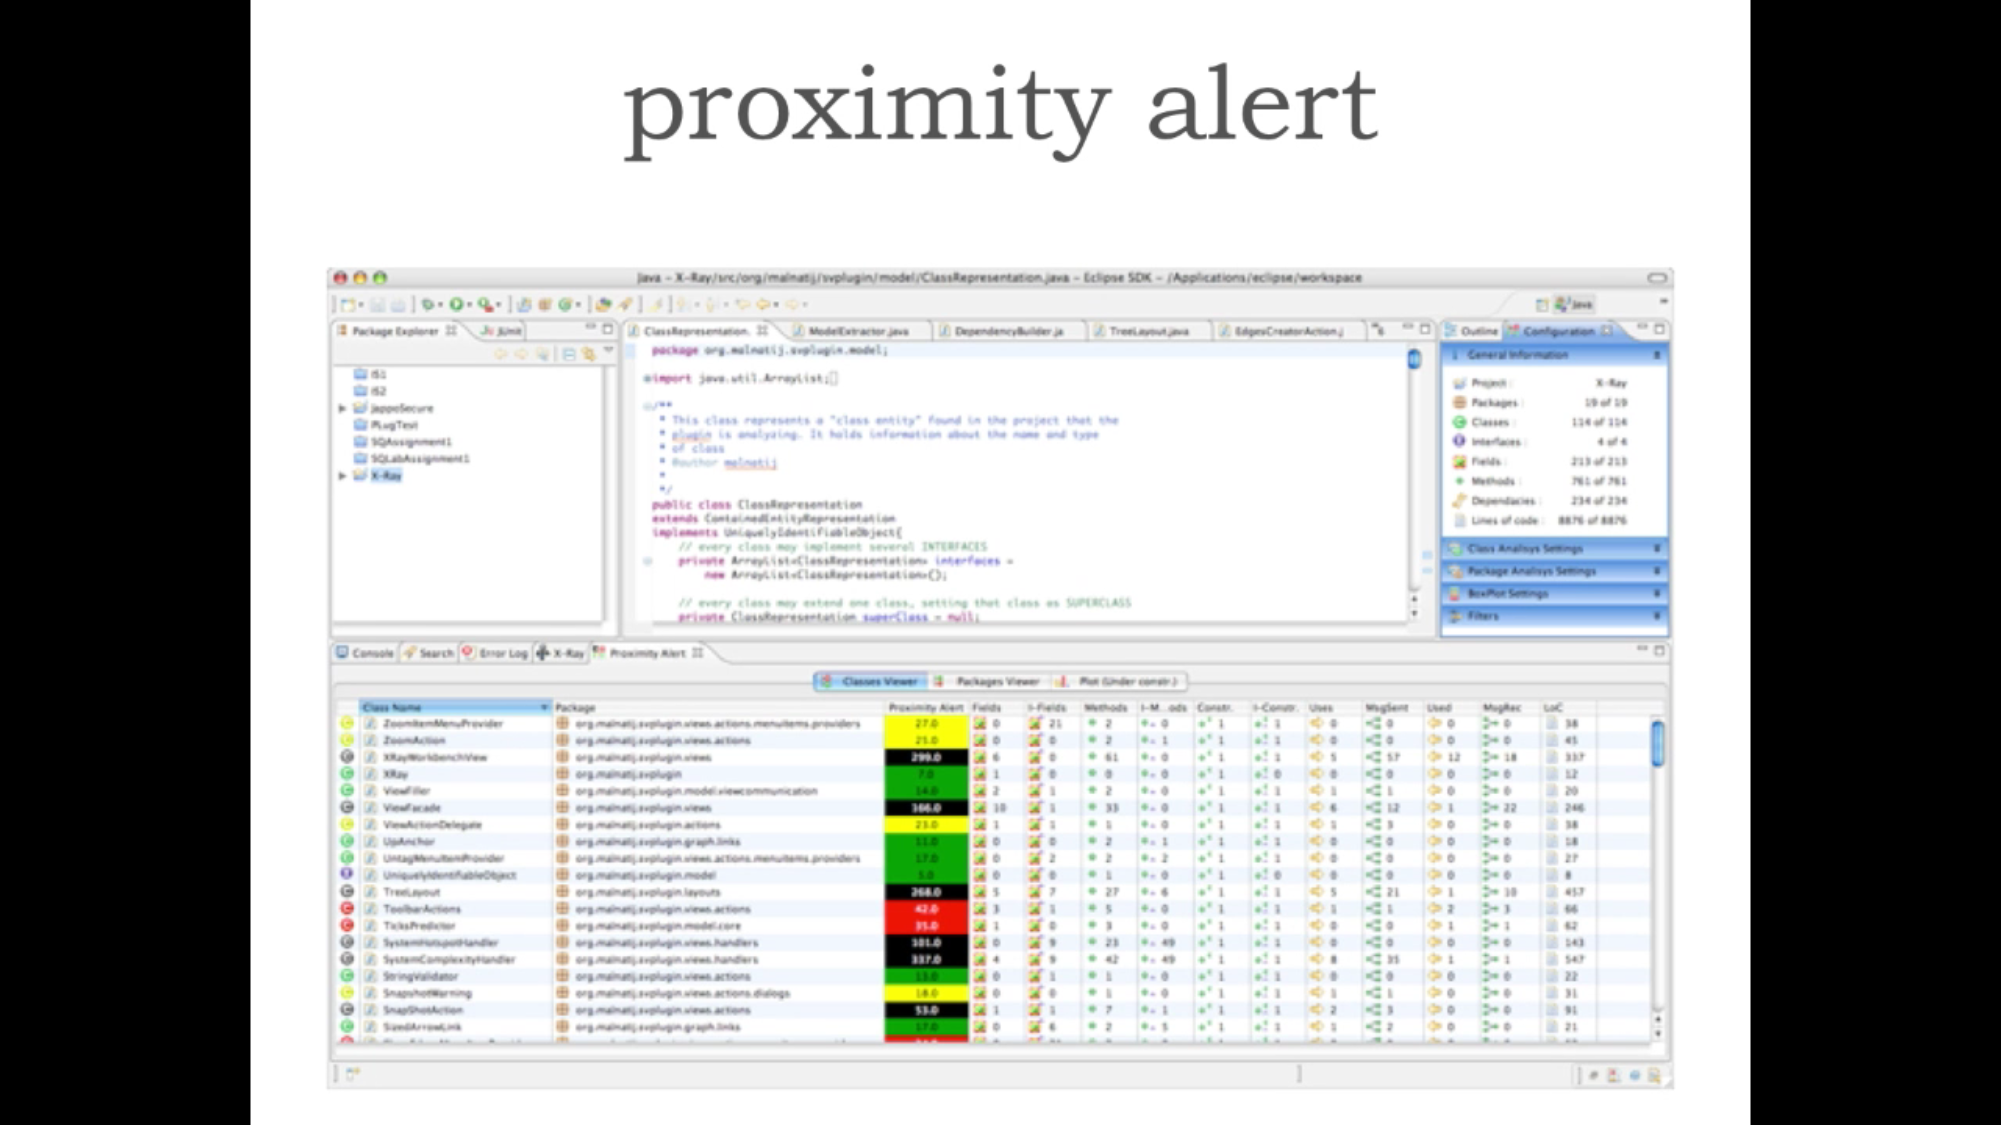 proximity alert
Java - X-Ray/src/org/malnatij/svplugin/model/ClassRepresentation.java - Eclipse SDK - /Applications/eclipse/workspace
Java
Package Explorer JUnit
ClassRepresentation. ModelExtractor.java DependencyBuilder.ja TreeLayout.java EdgesCreatorAction.j
Outline Configuration
IS1
IS2
JappoSecure
PLugTest
SQAssignment1
SQLabAssignment1
X-Ray
package org.malnatij.svplugin.model;
import java.util.ArrayList;
/**
* This class represents a "class entity" found in the project that the
* plugin is analyzing. It holds information about the name and type
* of class
* @author malnatij
*
*/
public class ClassRepresentation
extends ContainedEntityRepresentation
implements UniquelyIdentifiableObject{
// every class may implement several INTERFACES
private ArrayList<ClassRepresentation> interfaces =
new ArrayList<ClassRepresentation>();
// every class may extend one class, setting that class as SUPERCLASS
private ClassRepresentation superClass = null;
General Information
Project: X-Ray
Packages: 19 of 19
Classes: 114 of 114
Interfaces: 4 of 4
Fields: 213 of 213
Methods: 761 of 761
Dependacies: 234 of 234
Lines of code: 8876 of 8876
Class Analisys Settings
Package Analisys Settings
BoxPlot Settings
Filters
Console Search Error Log X-Ray Proximity Alert
Classes Viewer Packages Viewer Plot (Under constr.)
Class Name Package Proximity Alert Fields I-Fields Methods I-M...ods Constr. I-Constr. Uses MsgSent Used MsgRec LoC
ZoomItemMenuProvider org.malnatij.svplugin.views.actions.menuitems.providers 27.0 0 21 2 0 1 1 0 0 0 0 38
ZoomAction org.malnatij.svplugin.views.actions 25.0 0 0 2 1 1 1 0 0 0 0 45
XRayWorkbenchView org.malnatij.svplugin.views 299.0 6 0 61 0 1 1 5 57 12 18 337
XRay org.malnatij.svplugin 7.0 1 0 0 0 1 0 0 0 0 0 12
ViewFiller org.malnatij.svplugin.model.viewcommunication 14.0 2 1 2 0 1 1 1 1 0 0 20
ViewFacade org.malnatij.svplugin.views 166.0 10 1 33 0 1 1 6 12 1 22 246
ViewActionDelegate org.malnatij.svplugin.actions 23.0 1 1 1 0 1 1 1 3 0 0 38
UpAnchor org.malnatij.svplugin.graph.links 11.0 0 0 2 1 1 1 0 0 0 0 18
UntagMenuItemProvider org.malnatij.svplugin.views.actions.menuitems.providers 17.0 0 2 2 2 1 1 0 0 0 0 27
UniquelyIdentifiableObject org.malnatij.svplugin.model 5.0 0 0 1 0 1 0 0 0 0 0 8
TreeLayout org.malnatij.svplugin.layouts 268.0 5 7 27 6 1 1 5 21 1 10 457
ToolbarActions org.malnatij.svplugin.views.actions 42.0 3 1 5 0 1 1 1 1 2 3 66
TicksPredictor org.malnatij.svplugin.model.core 35.0 1 0 3 0 1 1 0 0 1 1 62
SystemHotspotHandler org.malnatij.svplugin.views.handlers 101.0 0 9 23 49 1 1 0 0 0 0 143
SystemComplexityHandler org.malnatij.svplugin.views.handlers 337.0 4 9 42 49 1 1 8 35 1 1 547
StringValidator org.malnatij.svplugin.views.actions 13.0 0 1 1 0 1 1 0 0 0 0 22
SnapshotWarning org.malnatij.svplugin.views.actions.dialogs 18.0 0 0 1 0 1 1 1 1 0 0 31
SnapShotAction org.malnatij.svplugin.views.actions 53.0 1 1 7 1 1 1 2 3 0 0 91
SizedArrowLink org.malnatij.svplugin.graph.links 17.0 0 6 2 5 1 1 1 2 0 0 21